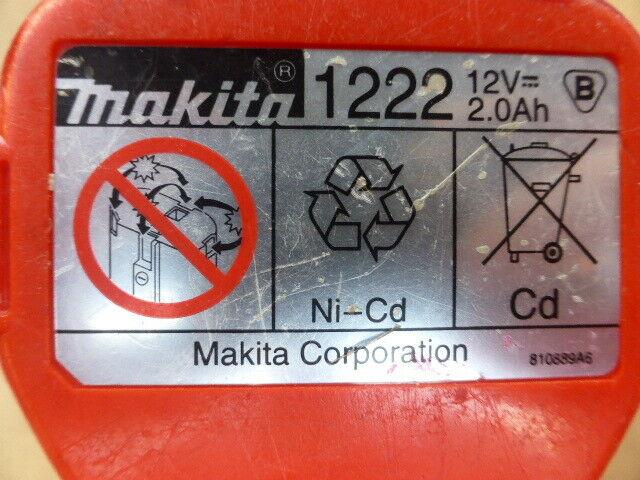 makita® 1222 12V⎓ 2.0Ah B
Ni-Cd
Cd
Makita Corporation
810889A6